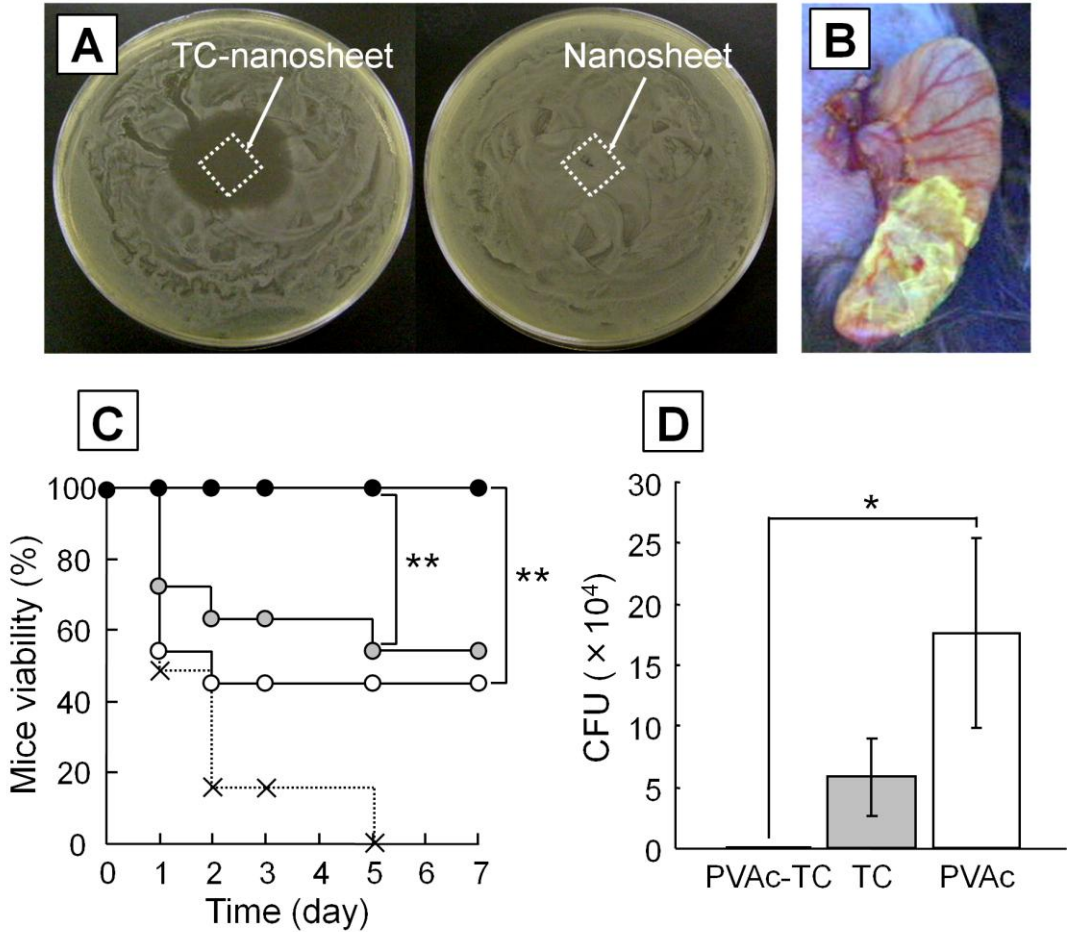 A
TC-nanosheet
Nanosheet
B
C
Mice viability (%)
100
80
60
40
20
0
**
**
0 1 2 3 4 5 6 7
Time (day)
D
CFU (×10⁴)
30
25
20
15
10
5
0
*
PVAc-TC TC PVAc